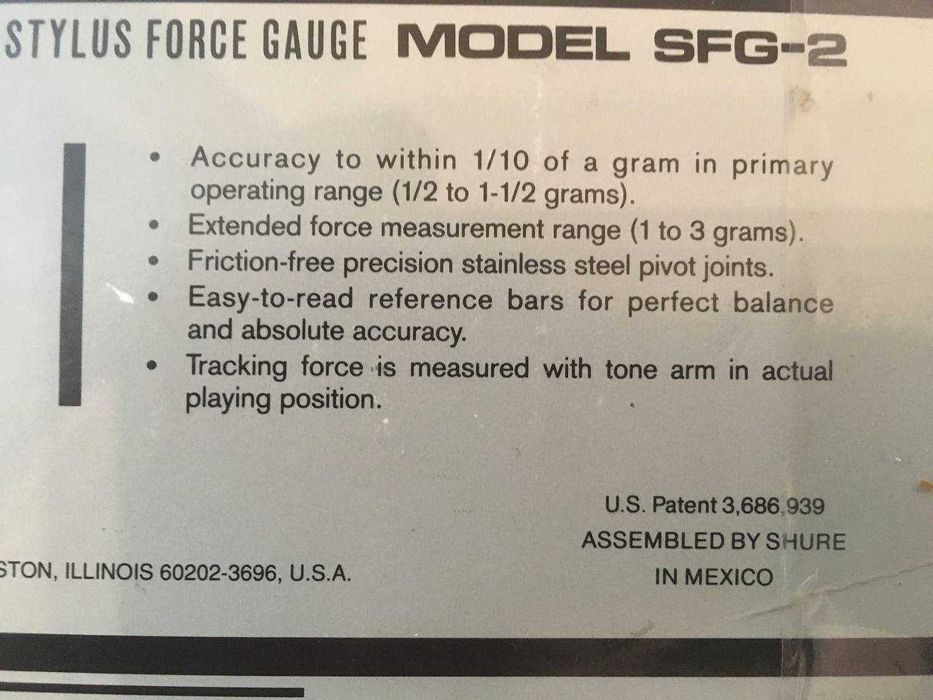 STYLUS FORCE GAUGE MODEL SFG-2
• Accuracy to within 1/10 of a gram in primary
operating range (1/2 to 1-1/2 grams).
• Extended force measurement range (1 to 3 grams).
• Friction-free precision stainless steel pivot joints.
• Easy-to-read reference bars for perfect balance
and absolute accuracy.
• Tracking force is measured with tone arm in actual
playing position.
U.S. Patent 3,686,939
ASSEMBLED BY SHURE
IN MEXICO
STON, ILLINOIS 60202-3696, U.S.A.